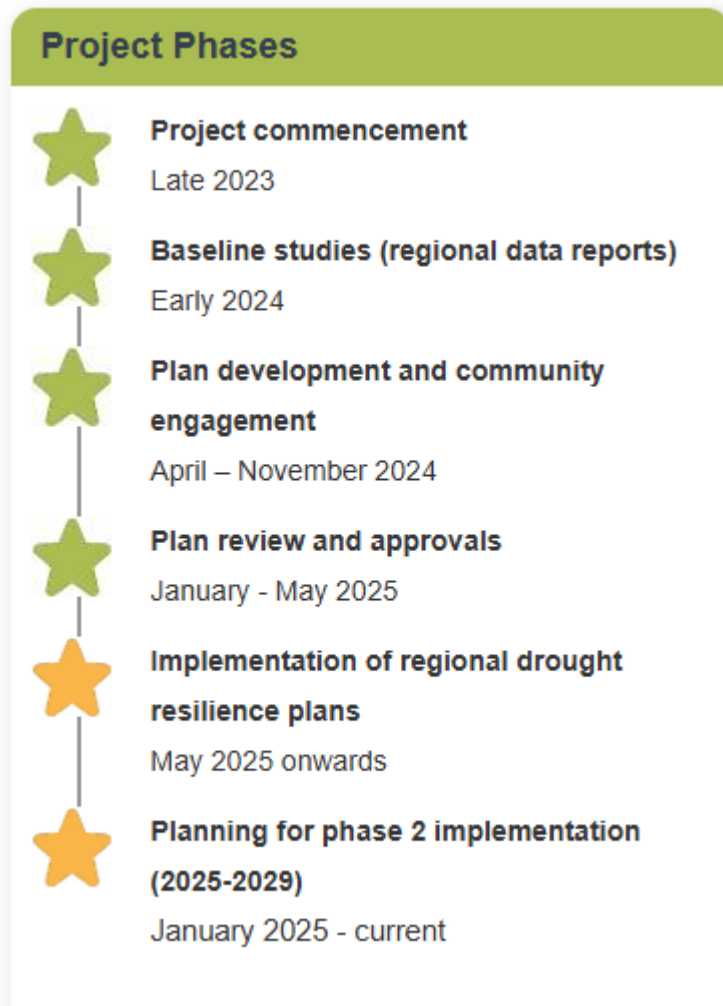 Project Phases
Project commencement
Late 2023
Baseline studies (regional data reports)
Early 2024
Plan development and community
engagement
April – November 2024
Plan review and approvals
January - May 2025
Implementation of regional drought
resilience plans
May 2025 onwards
Planning for phase 2 implementation
(2025-2029)
January 2025 - current